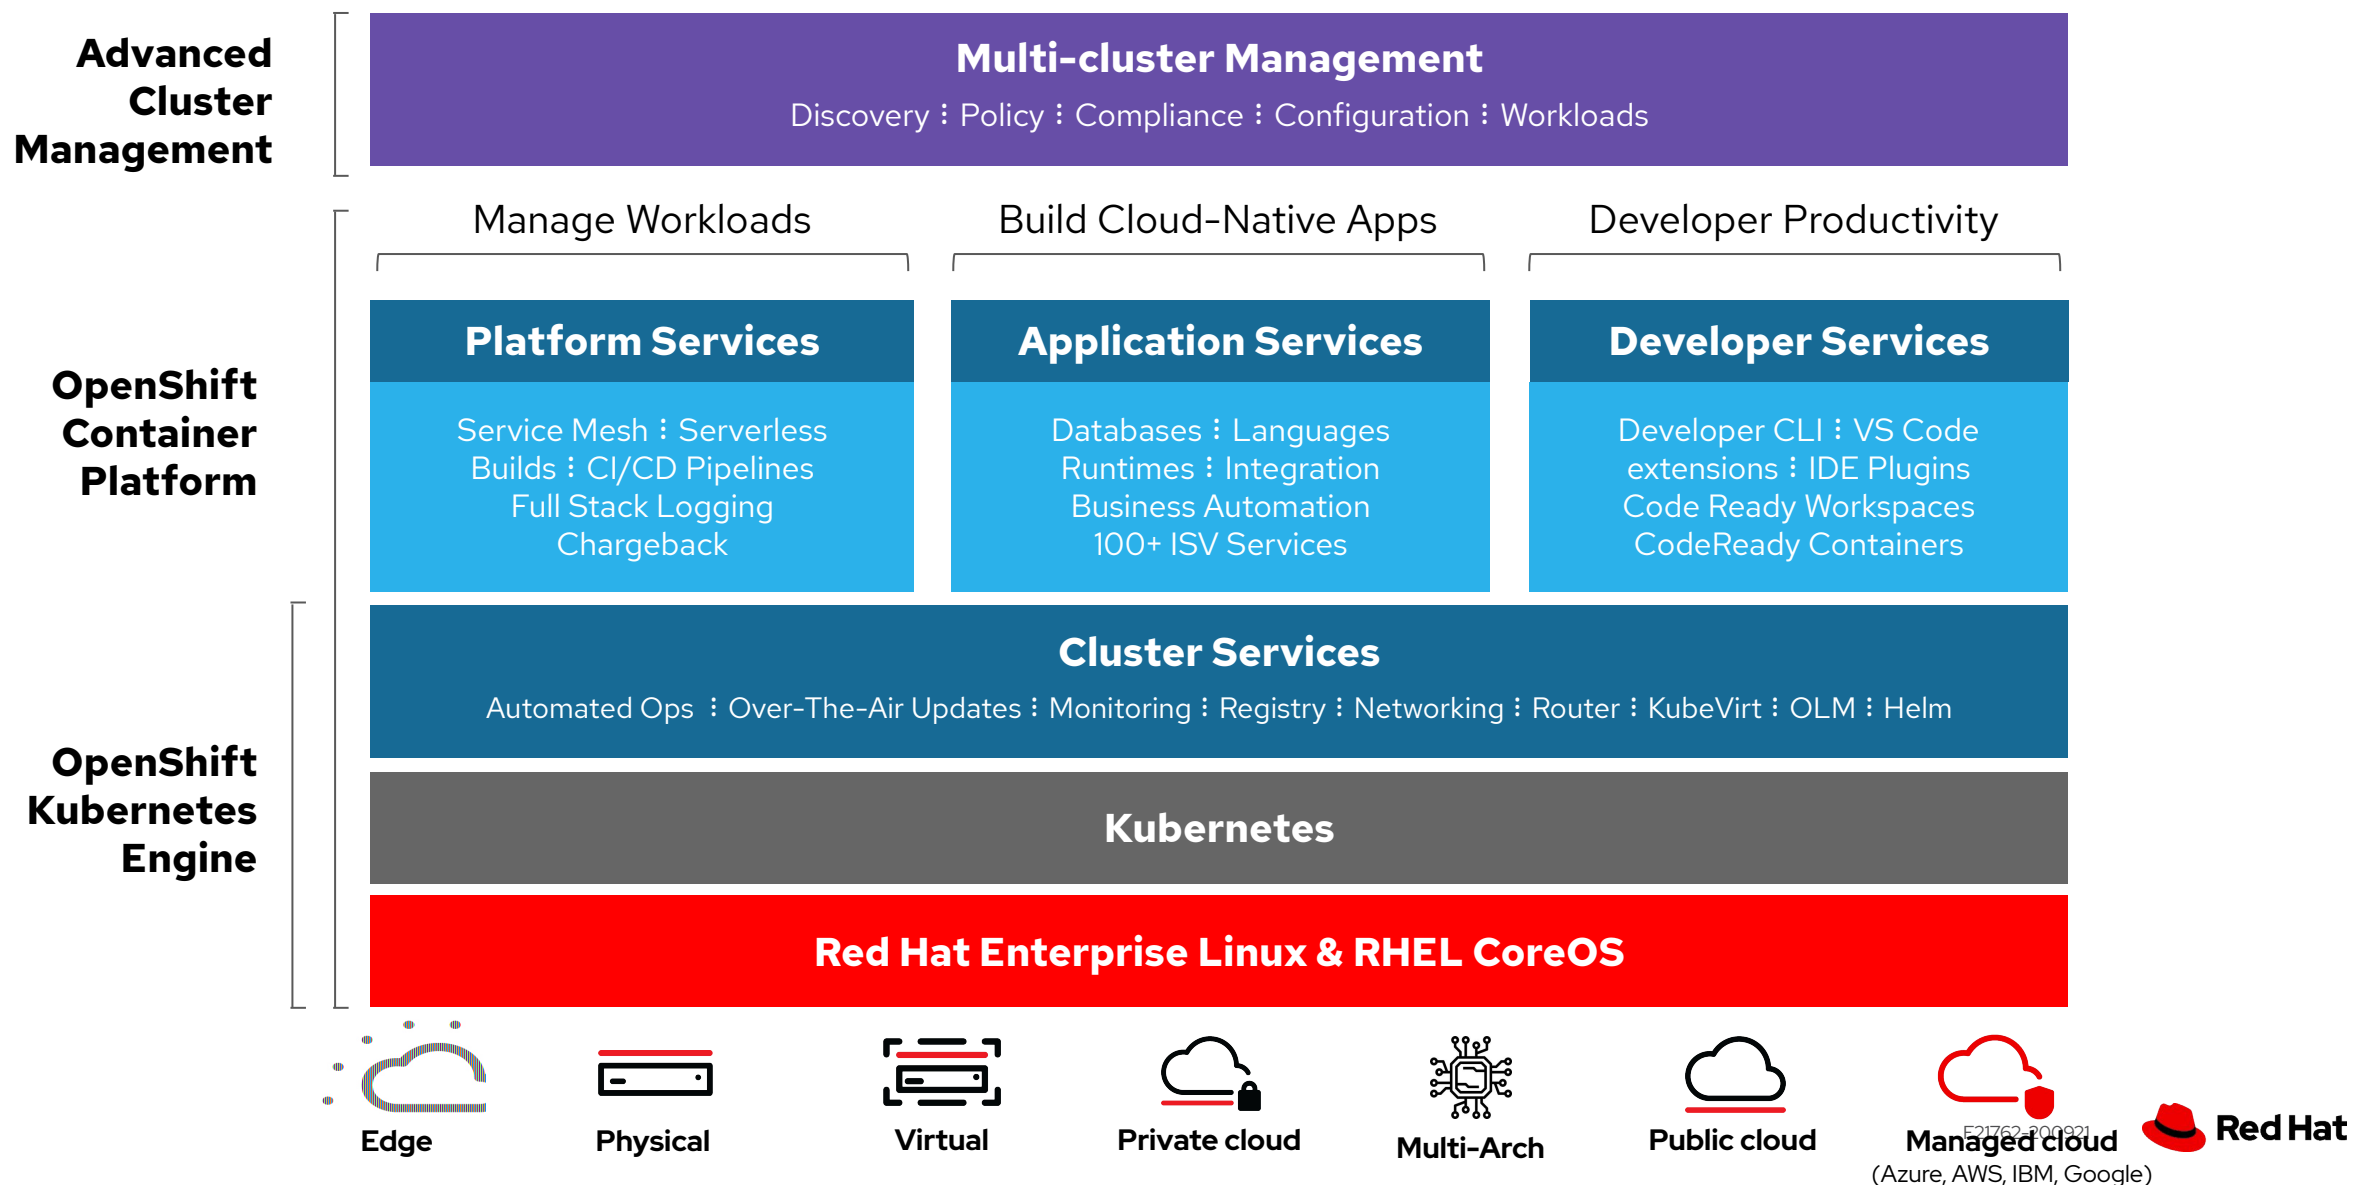 Advanced
Cluster
Management
Multi-cluster Management
Discovery ⋮ Policy ⋮ Compliance ⋮ Configuration ⋮ Workloads
OpenShift
Container
Platform
Manage Workloads
Build Cloud-Native Apps
Developer Productivity
Platform Services
Service Mesh ⋮ Serverless
Builds ⋮ CI/CD Pipelines
Full Stack Logging
Chargeback
Application Services
Databases ⋮ Languages
Runtimes ⋮ Integration
Business Automation
100+ ISV Services
Developer Services
Developer CLI ⋮ VS Code
extensions ⋮ IDE Plugins
Code Ready Workspaces
CodeReady Containers
OpenShift
Kubernetes
Engine
Cluster Services
Automated Ops ⋮ Over-The-Air Updates ⋮ Monitoring ⋮ Registry ⋮ Networking ⋮ Router ⋮ KubeVirt ⋮ OLM ⋮ Helm
Kubernetes
Red Hat Enterprise Linux & RHEL CoreOS
Edge
Physical
Virtual
Private cloud
Multi-Arch
Public cloud
Managed cloud
(Azure, AWS, IBM, Google)
F21762-200921
Red Hat